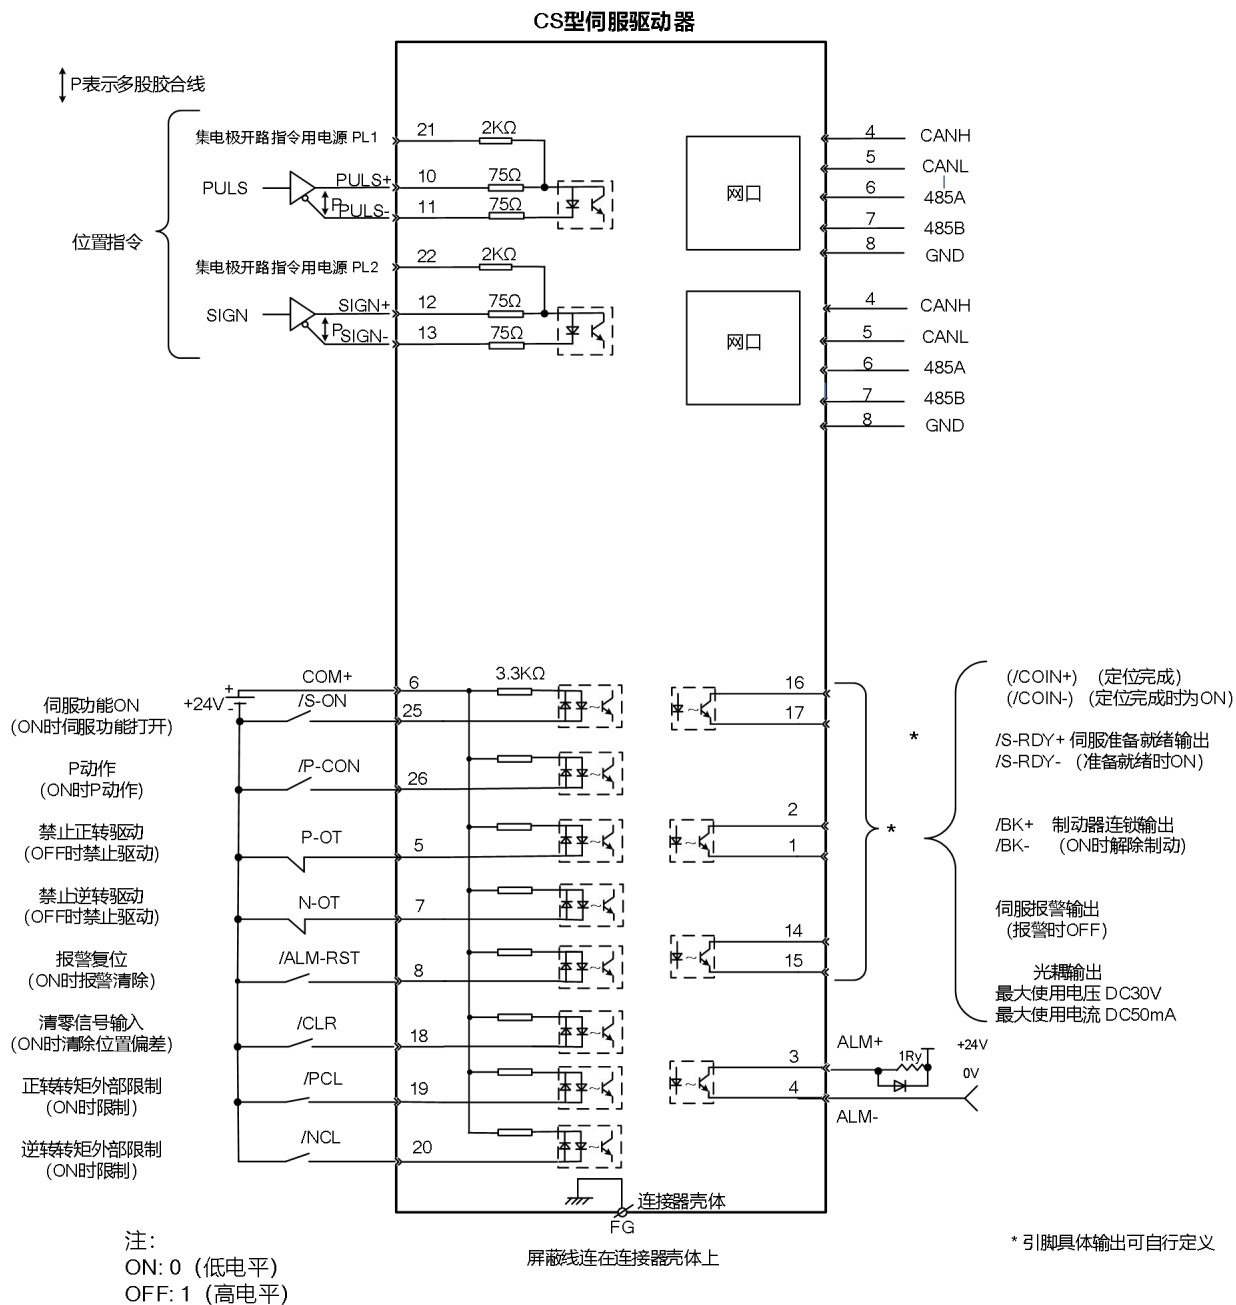 CS型伺服驱动器
P表示多股胶合线
集电极开路指令用电源 PL1
21
2KΩ
PULS
PULS+
10
75Ω
P
PULS-
11
75Ω
位置指令
集电极开路指令用电源 PL2
22
2KΩ
SIGN
SIGN+
12
75Ω
P
SIGN-
13
75Ω
网口
4
CANH
5
CANL
6
485A
7
485B
8
GND
网口
4
CANH
5
CANL
6
485A
7
485B
8
GND
COM+
6
3.3KΩ
+24V
+
-
伺服功能ON
(ON时伺服功能打开)
/S-ON
25
P动作
(ON时P动作)
/P-CON
26
禁止正转驱动
(OFF时禁止驱动)
P-OT
5
禁止逆转驱动
(OFF时禁止驱动)
N-OT
7
报警复位
(ON时报警清除)
/ALM-RST
8
清零信号输入
(ON时清除位置偏差)
/CLR
18
正转转矩外部限制
(ON时限制)
/PCL
19
逆转转矩外部限制
(ON时限制)
/NCL
20
~
~
~
~
~
~
~
~
16
~
17
2
~
1
14
~
15
3
~
4
*
*
(/COIN+) (定位完成)
(/COIN-) (定位完成时为ON)
/S-RDY+ 伺服准备就绪输出
/S-RDY- (准备就绪时ON)
/BK+ 制动器连锁输出
/BK- (ON时解除制动)
伺服报警输出
(报警时OFF)
光耦输出
最大使用电压 DC30V
最大使用电流 DC50mA
ALM+
1Ry
+24V
0V
ALM-
连接器壳体
FG
屏蔽线连在连接器壳体上
注：
ON: 0（低电平）
OFF: 1（高电平）
* 引脚具体输出可自行定义